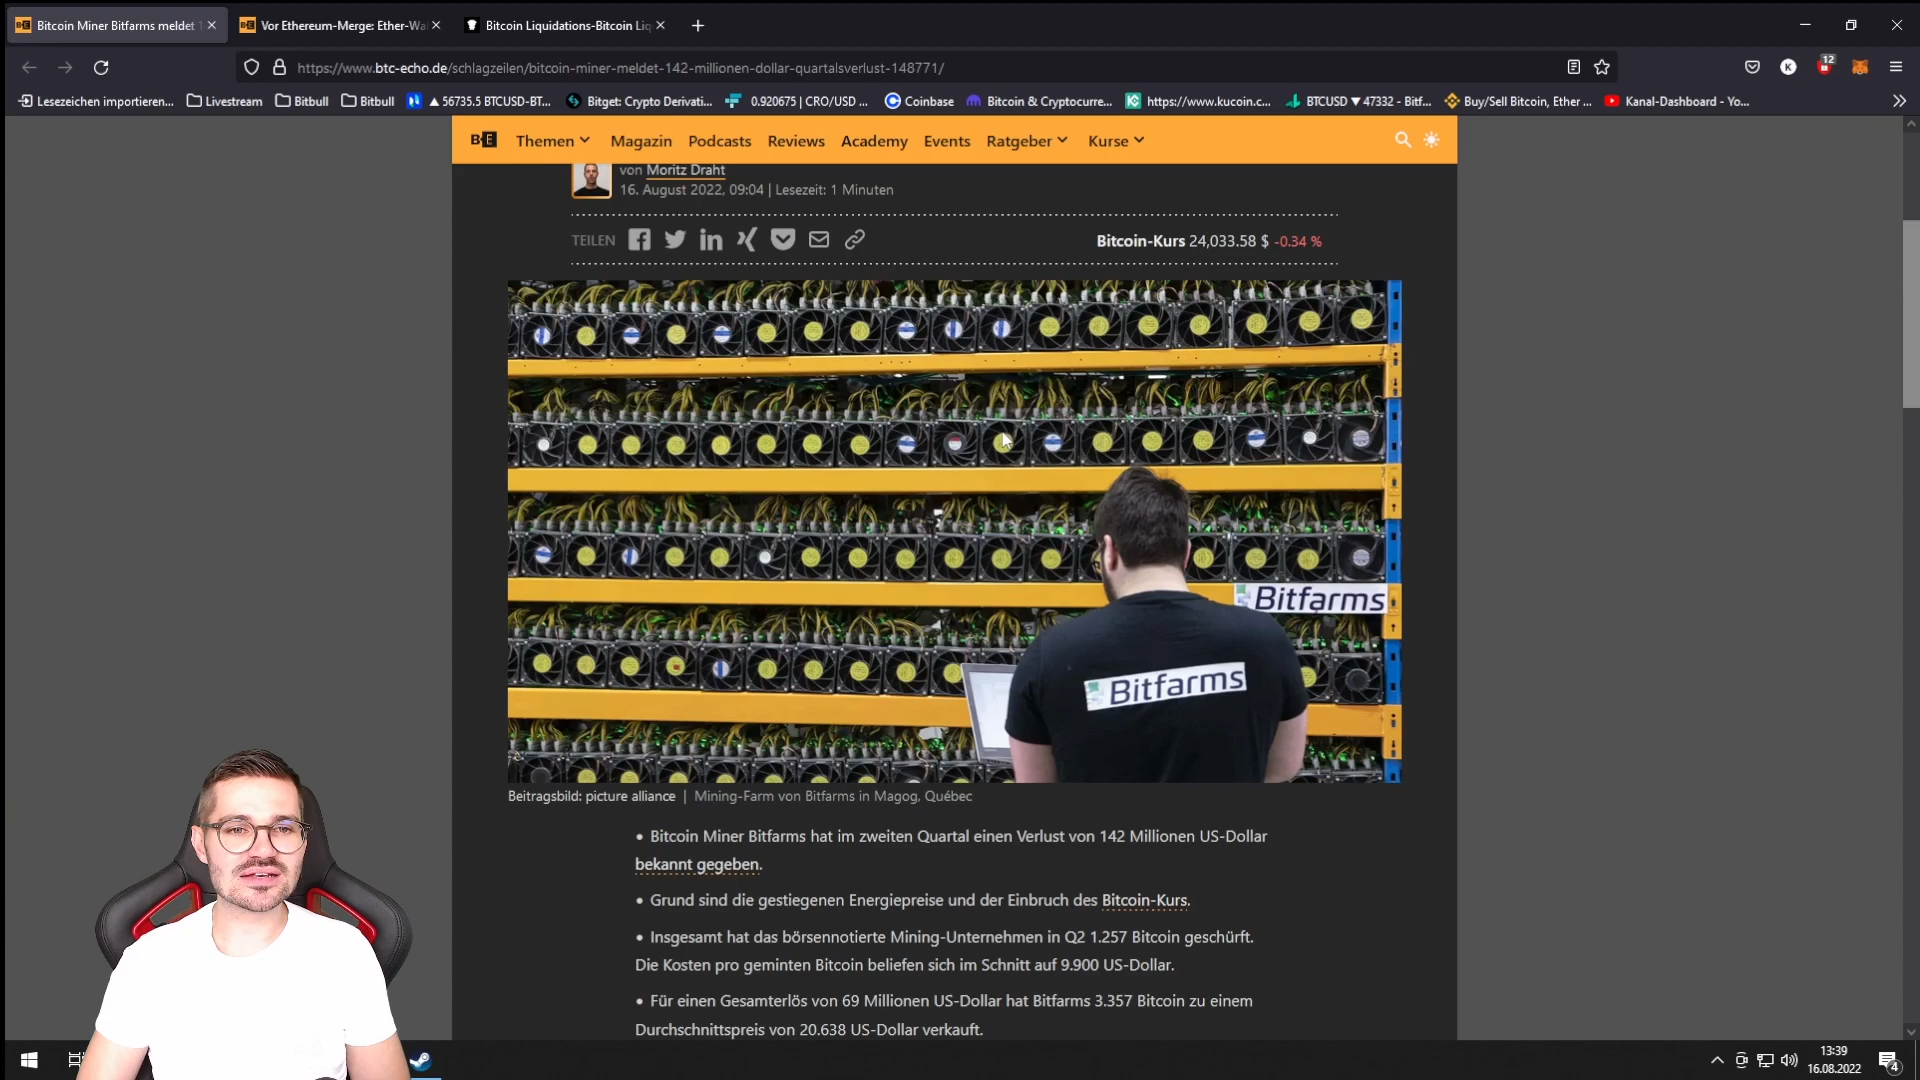 Bitcoin Miner Bitfarms meldet 1
Vor Ethereum-Merge: Ether-Wal
Bitcoin Liquidations-Bitcoin Liq
https://www.btc-echo.de/schlagzeilen/bitcoin-miner-meldet-142-millionen-dollar-quartalsverlust-148771/
K
12
Lesezeichen importieren...
Livestream
Bitbull
Bitbull
▲ 56735.5 BTCUSD-BT...
Bitget: Crypto Derivati...
0.920675 | CRO/USD ...
Coinbase
Bitcoin & Cryptocurre...
https://www.kucoin.c...
BTCUSD ▼ 47332 - Bitf...
Buy/Sell Bitcoin, Ether ...
Kanal-Dashboard - Yo...
Themen
Magazin
Podcasts
Reviews
Academy
Events
Ratgeber
Kurse
von Moritz Draht
16. August 2022, 09:04 | Lesezeit: 1 Minuten
TEILEN
Bitcoin-Kurs 24,033.58 $ -0.34 %
Bitfarms
Bitfarms
Beitragsbild: picture alliance | Mining-Farm von Bitfarms in Magog, Québec
• Bitcoin Miner Bitfarms hat im zweiten Quartal einen Verlust von 142 Millionen US-Dollar
bekannt gegeben.
• Grund sind die gestiegenen Energiepreise und der Einbruch des Bitcoin-Kurs.
• Insgesamt hat das börsennotierte Mining-Unternehmen in Q2 1.257 Bitcoin geschürft.
Die Kosten pro geminten Bitcoin beliefen sich im Schnitt auf 9.900 US-Dollar.
• Für einen Gesamterlös von 69 Millionen US-Dollar hat Bitfarms 3.357 Bitcoin zu einem
Durchschnittspreis von 20.638 US-Dollar verkauft.
13:39
16.08.2022
4